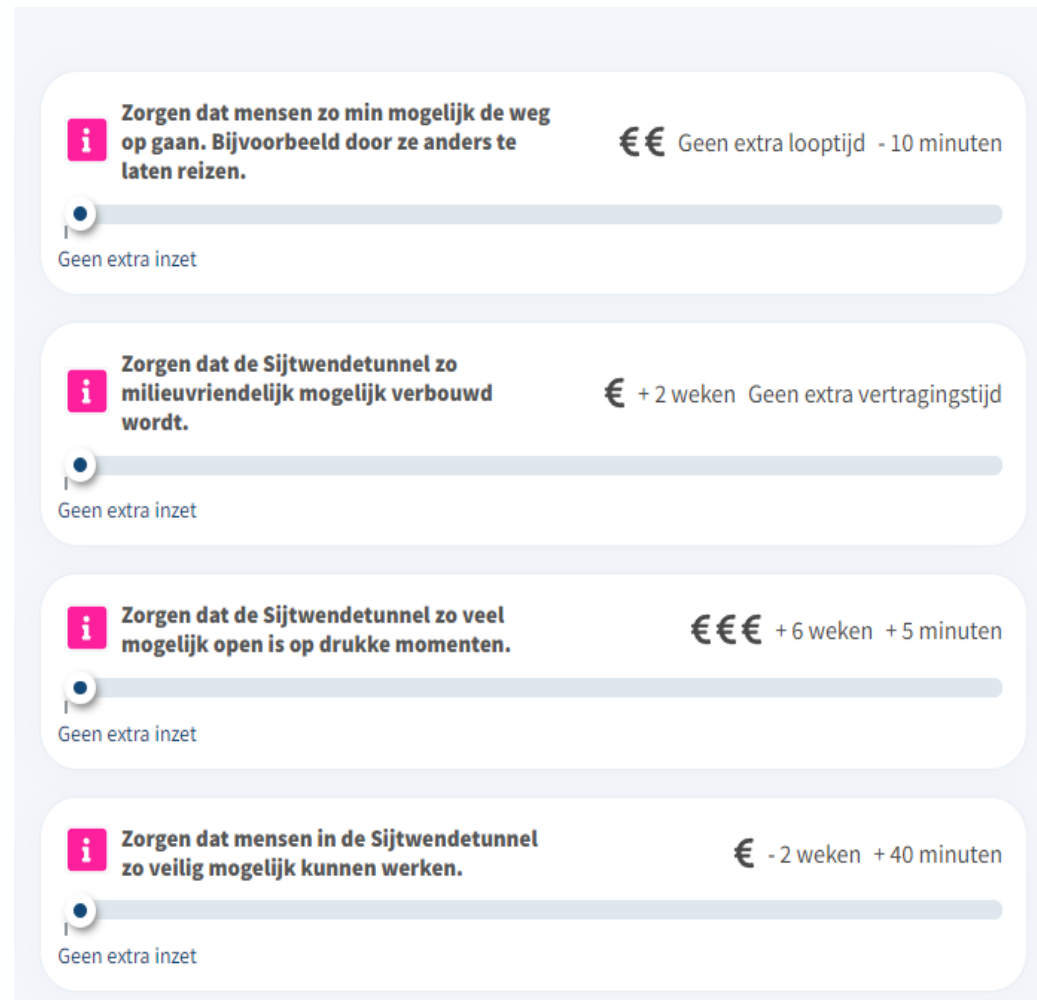 Zorgen dat mensen zo min mogelijk de weg
op gaan. Bijvoorbeeld door ze anders te
laten reizen.
€€ Geen extra looptijd - 10 minuten
Geen extra inzet
Zorgen dat de Sijtwendetunnel zo
milieuvriendelijk mogelijk verbouwd
wordt.
€ + 2 weken Geen extra vertragingstijd
Geen extra inzet
Zorgen dat de Sijtwendetunnel zo veel
mogelijk open is op drukke momenten.
€€€ + 6 weken + 5 minuten
Geen extra inzet
Zorgen dat mensen in de Sijtwendetunnel
zo veilig mogelijk kunnen werken.
€ - 2 weken + 40 minuten
Geen extra inzet